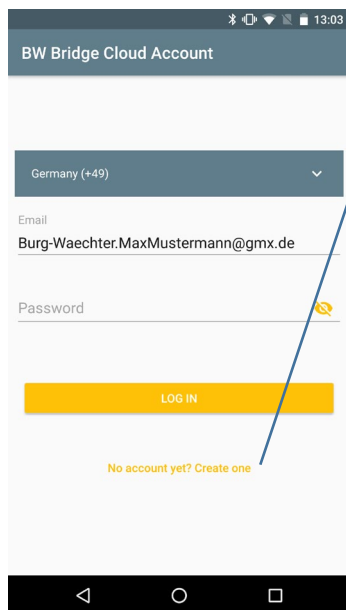 13:03
BW Bridge Cloud Account
Germany (+49)
Email
Burg-Waechter.MaxMustermann@gmx.de
Password
LOG IN
No account yet? Create one